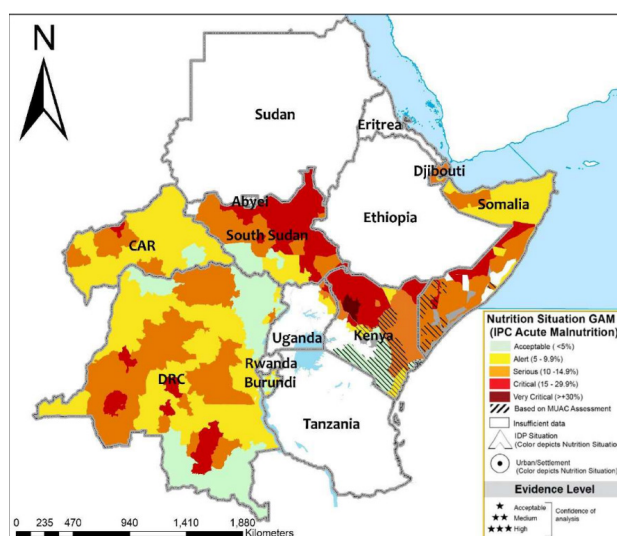 N
Sudan
Eritrea
Djibouti
Abyei
Somalia
Ethiopia
South Sudan
CAR
Uganda
Kenya
Rwanda
Burundi
DRC
Tanzania
Nutrition Situation GAM
(IPC Acute Malnutrition)
Acceptable (<5%)
Alert (5 - 9.9%)
Serious (10 -14.9%)
Critical (15 - 29.9%)
Very Critical (>+30%)
Based on MUAC Assessment
Insufficient data
IDP Situation
(Color depicts Nutrition Situatio
Urban/Settlement
(Color depicts Nutrition Situation)
Evidence Level
Acceptable
Medium
High
Confidence of
analysis
0 235 470 940 1,410 1,880
Kilometers